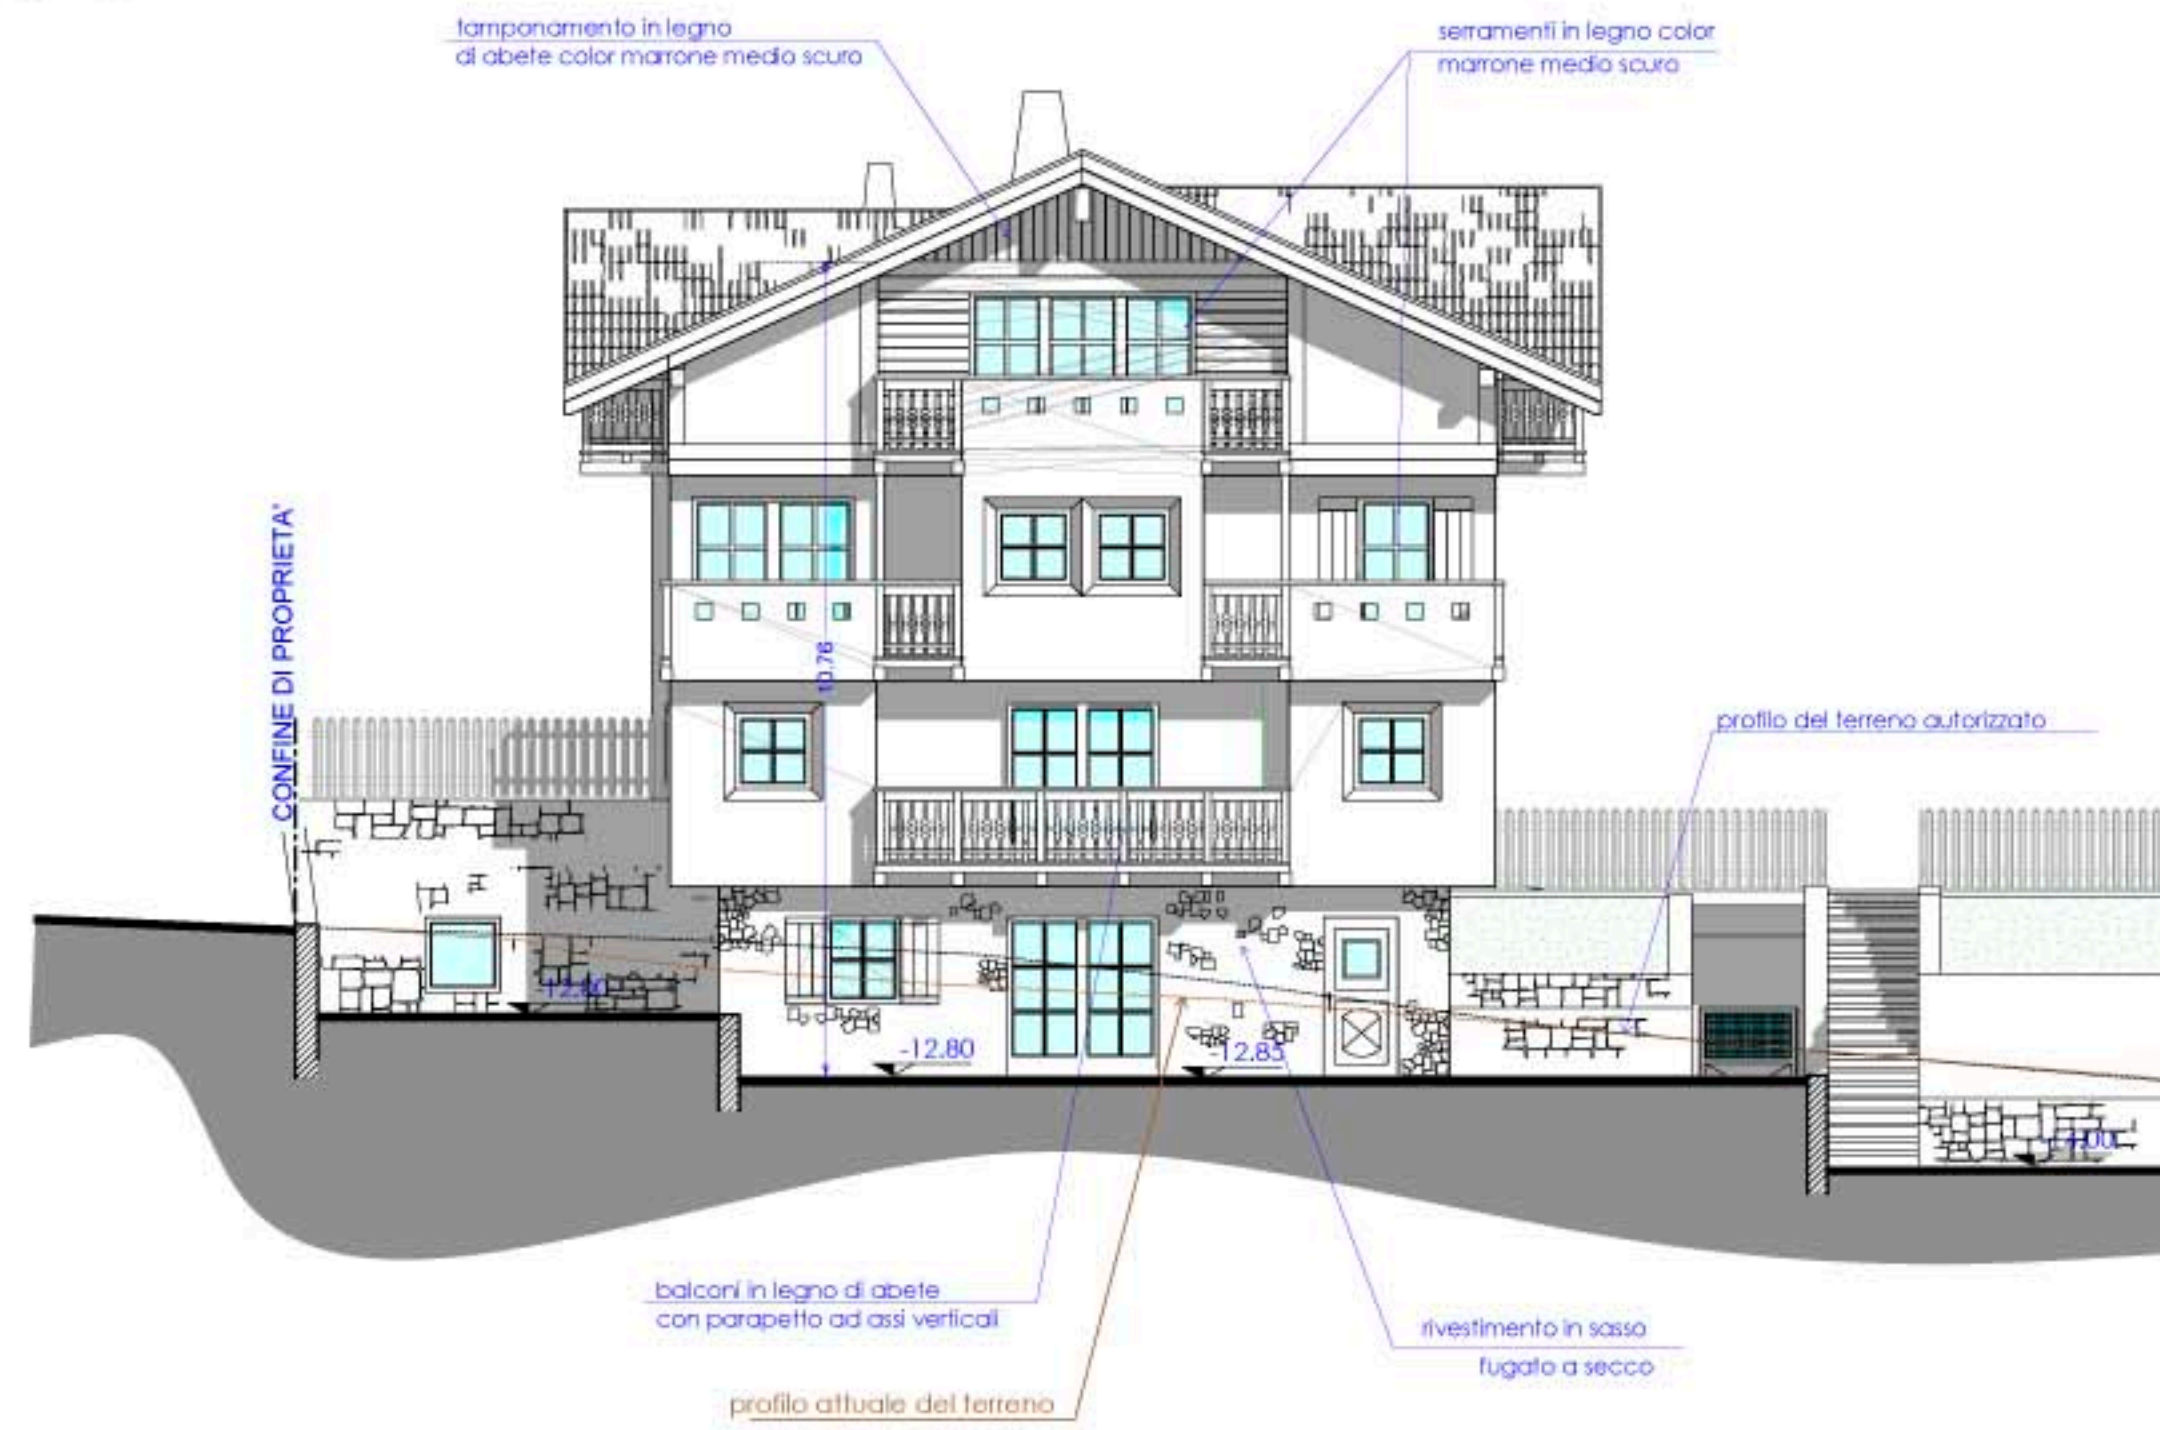 tamponamento in legno
di abete color marrone medio scuro
serramenti in legno color
marrone medio scuro
CONFINE DI PROPRIETA'
10.76
profilo del terreno autorizzato
-12.80
-12.85
balconi in legno di abete
con parapetto ad assi verticali
rivestimento in sasso
fugato a secco
profilo attuale del terreno